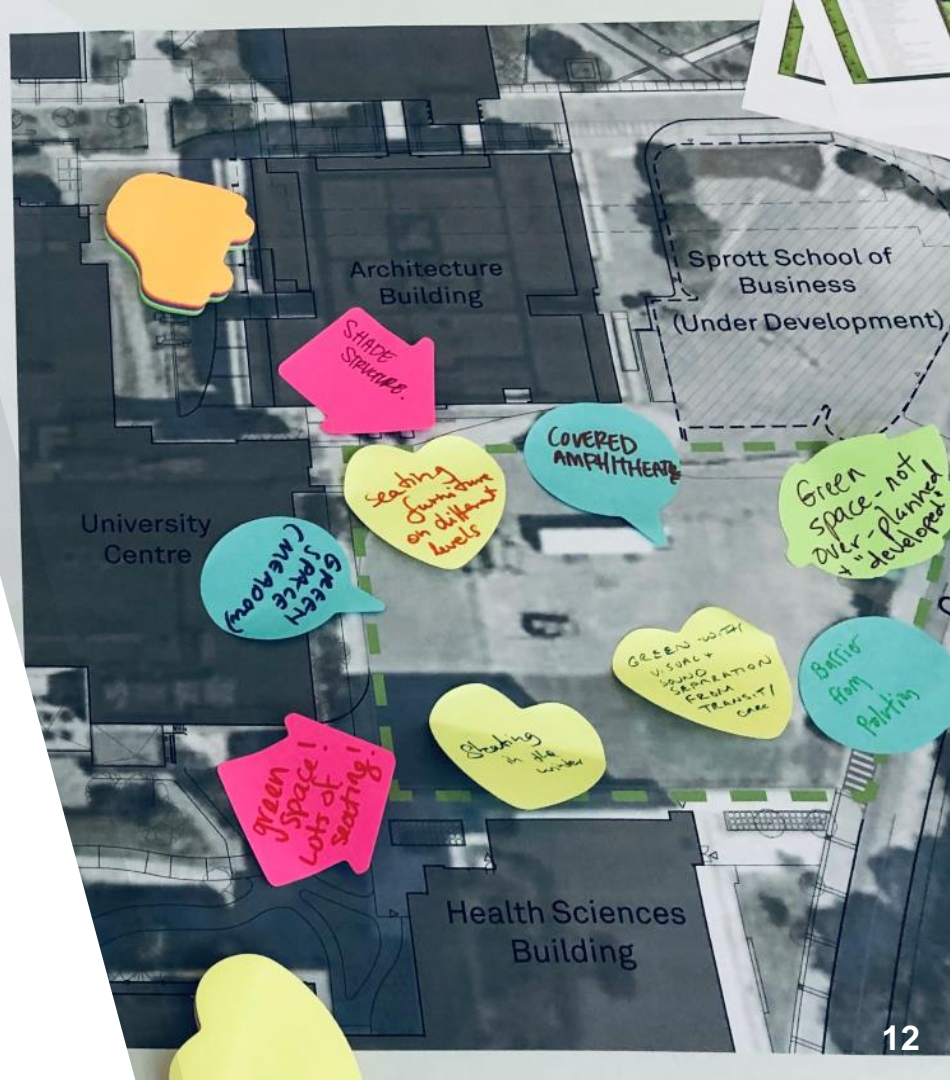 Architecture
Building
Sprott School of
Business
(Under Development)
SHADE
STRUCTURE.
COVERED
AMPHITHEATRE
seating
furniture
on different
levels
Green
space - not
over-planned
+ "developed"
University
Centre
GREEN
SPACE
(MEADOW)
GREEN WITH
VISUAL +
SOUND
SEPARATION
FROM
TRANSIT/
CARS
Barrier
from
Skating
in the
winter
green
space!
Lots of
seating!
Health Sciences
Building
12